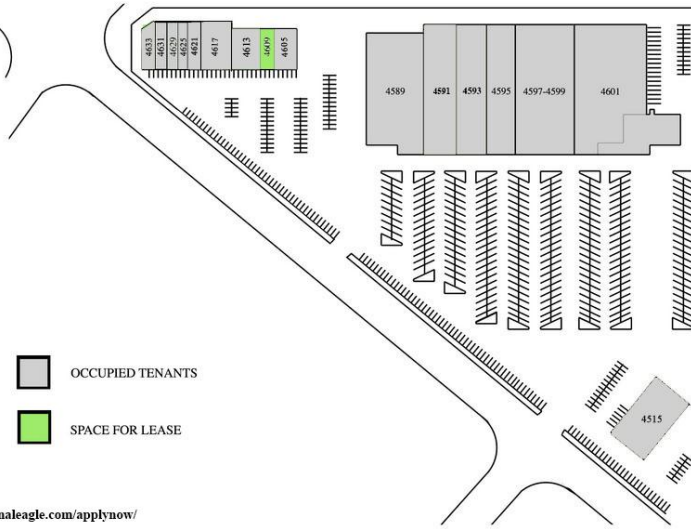 4633 4631 4629 4625 4621 4617 4613 4609 4605
4589 4591 4593 4595 4597-4599 4601
4515
OCCUPIED TENANTS
SPACE FOR LEASE
naleagle.com/applynow/